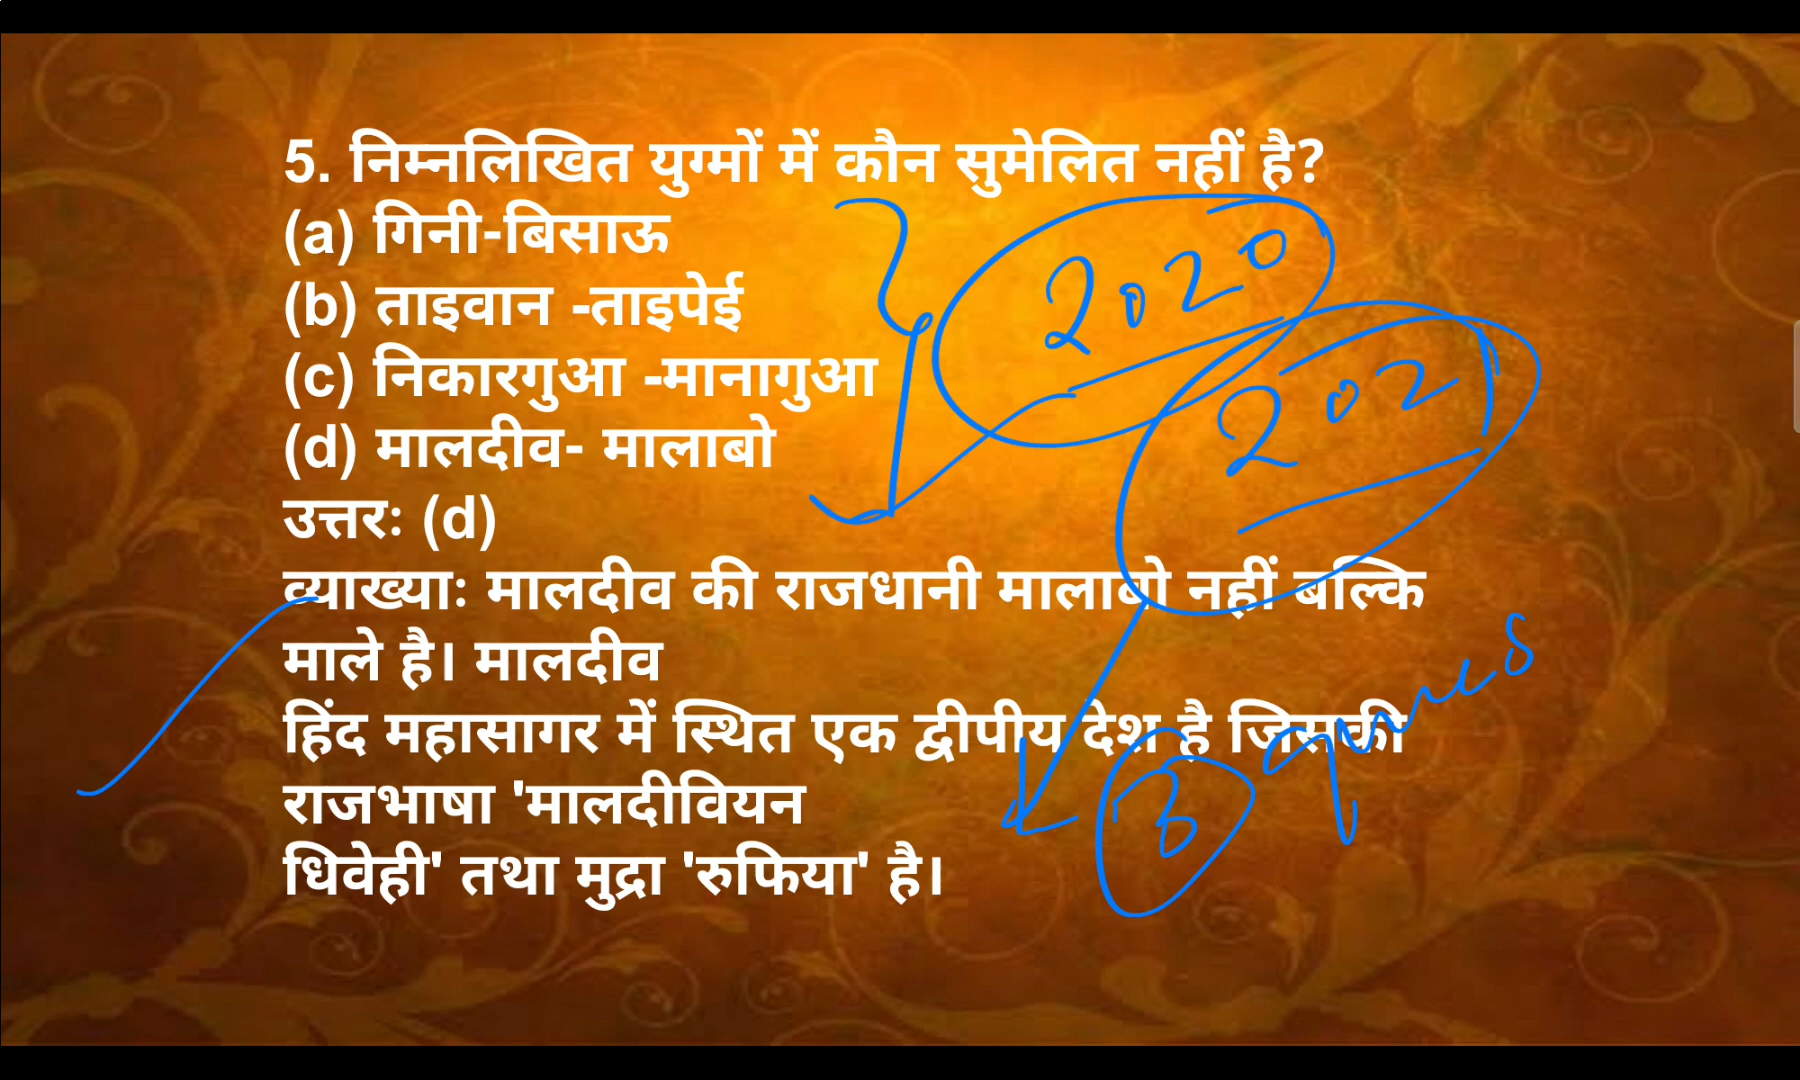 5. निम्नलिखित युग्मों में कौन सुमेलित नहीं है?
(a) गिनी-बिसाऊ
(b) ताइवान -ताइपेई
(c) निकारगुआ -मानागुआ
(d) मालदीव- मालाबो
उत्तरः (d)
व्याख्याः मालदीव की राजधानी मालाबो नहीं बल्कि
माले है। मालदीव
हिंद महासागर में स्थित एक द्वीपीय देश है जिसकी
राजभाषा 'मालदीवियन
धिवेही' तथा मुद्रा 'रुफिया' है।
2020
2021
3